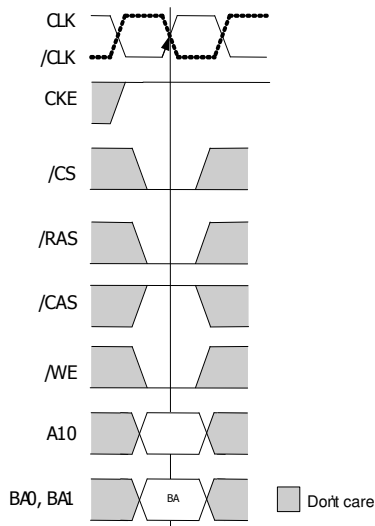 CLK
/CLK
CKE
/CS
/RAS
/CAS
/WE
A10
BA0, BA1
BA
Don't care